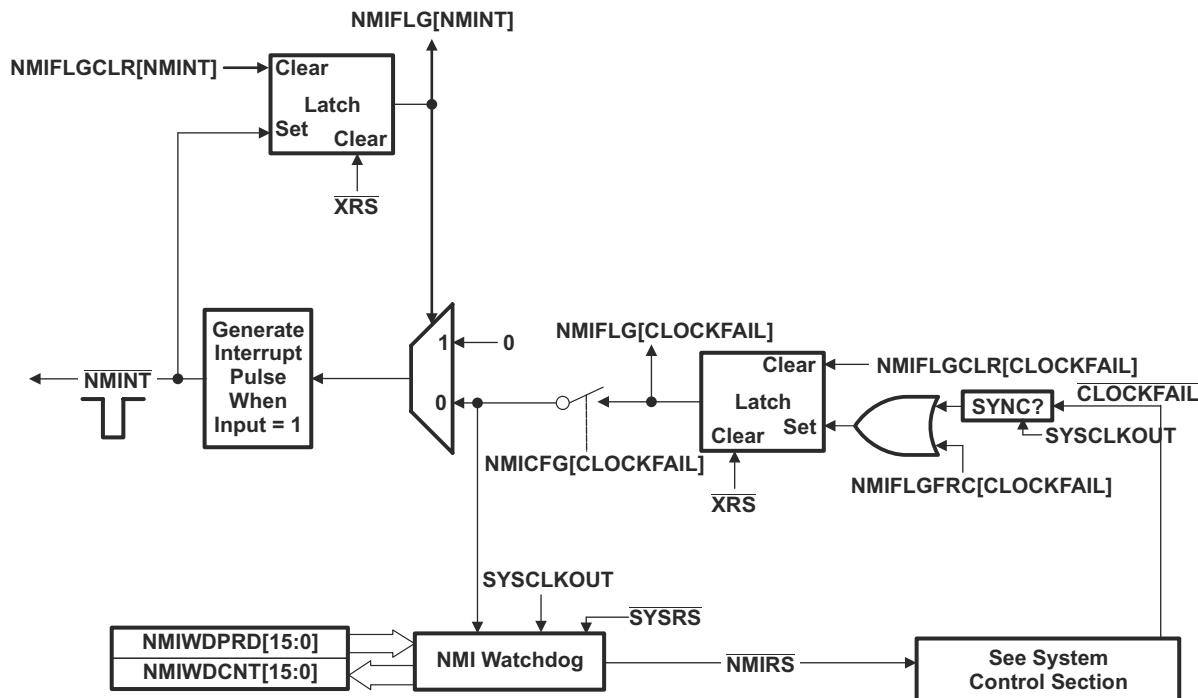 NMIFLG[NMINT]
NMIFLGCLR[NMINT]
Clear
Latch
Set
Clear
XRS
Generate
Interrupt
Pulse
When
Input = 1
NMINT
1
0
0
NMICFG[CLOCKFAIL]
NMIFLG[CLOCKFAIL]
Clear
Latch
Set
Clear
XRS
NMIFLGCLR[CLOCKFAIL]
CLOCKFAIL
SYNC?
SYSCLKOUT
NMIFLGFRC[CLOCKFAIL]
SYSCLKOUT
SYSRS
NMIWDPRD[15:0]
NMIWDCNT[15:0]
NMI Watchdog
NMIRS
See System
Control Section